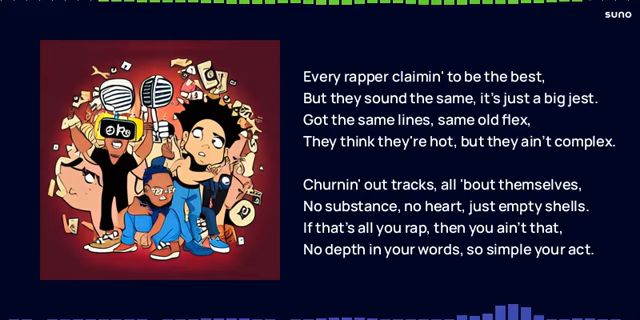 suno
Every rapper claimin' to be the best,
But they sound the same, it's just a big jest.
Got the same lines, same old flex,
They think they're hot, but they ain't complex.
Churnin' out tracks, all 'bout themselves,
No substance, no heart, just empty shells.
If that's all you rap, then you ain't that,
No depth in your words, so simple your act.